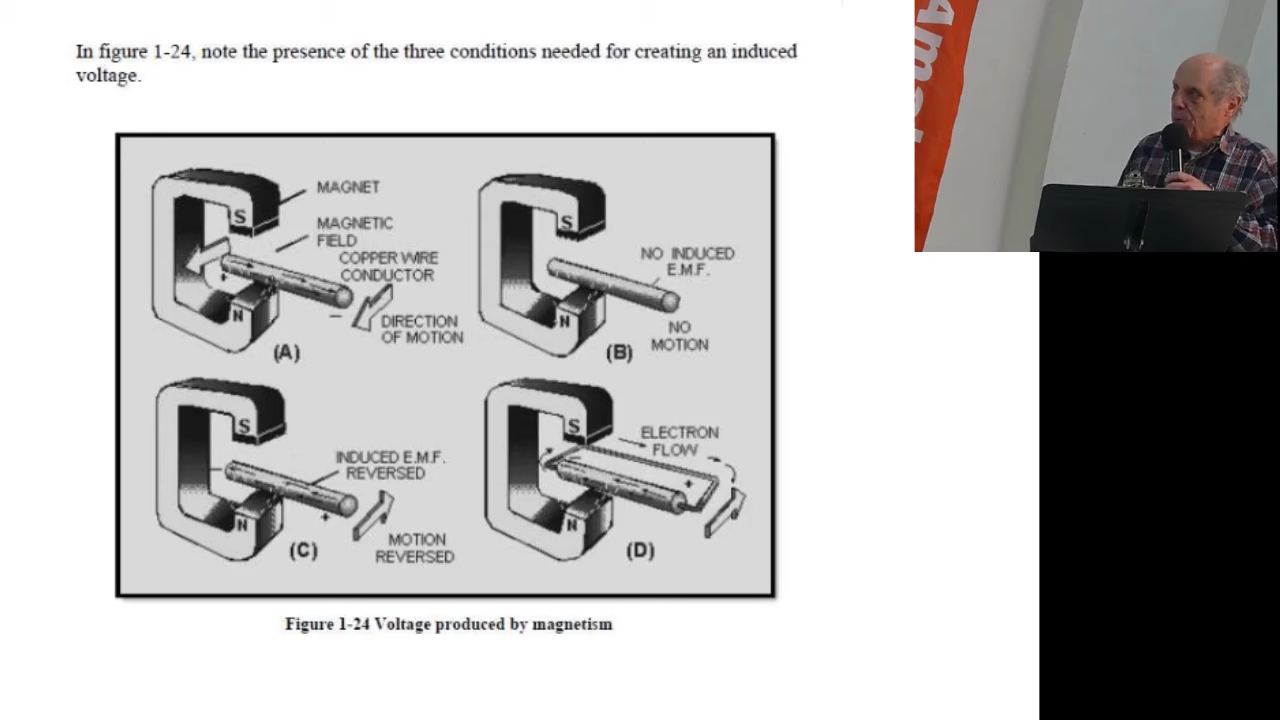 In figure 1-24, note the presence of the three conditions needed for creating an induced
voltage.
MAGNET
S
MAGNETIC
FIELD
COPPER WIRE
CONDUCTOR
+
N
−
DIRECTION
OF MOTION
(A)
S
NO INDUCED
E.M.F.
N
NO
MOTION
(B)
S
INDUCED E.M.F.
REVERSED
−
N
+
MOTION
REVERSED
(C)
S
ELECTRON
FLOW
−
+
N
(D)
Figure 1-24 Voltage produced by magnetism